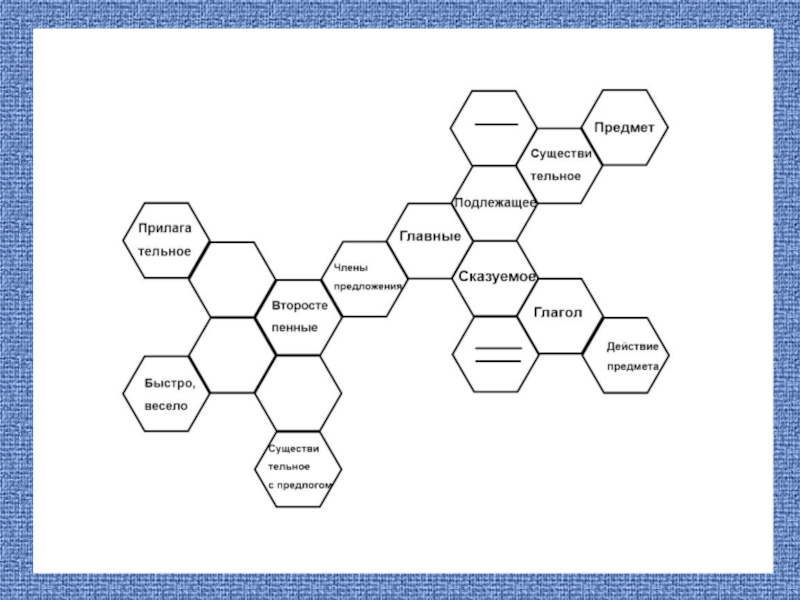 Предмет
Существи
тельное
Подлежащее
Прилага
тельное
Главные
Члены
предложения
Сказуемое
Второсте
пенные
Глагол
Действие
предмета
Быстро,
весело
Существи
тельное
с предлогом